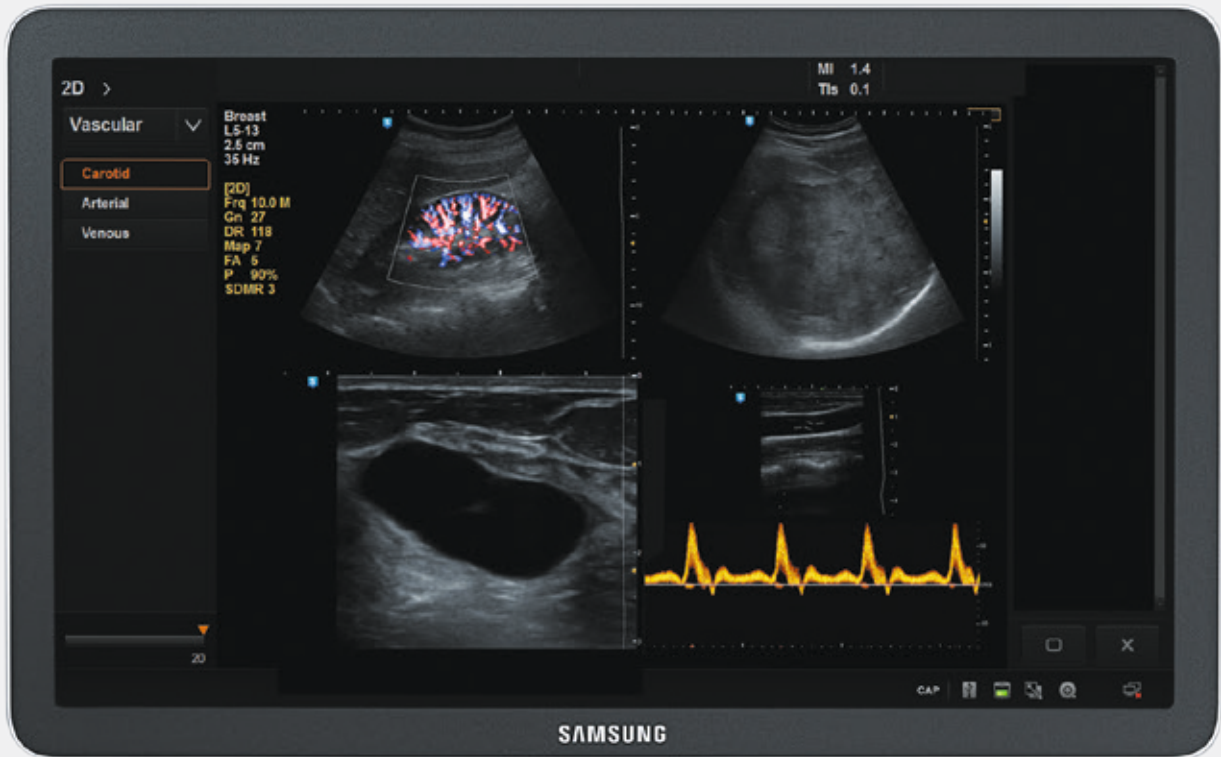 2D >
MI 1.4
TIs 0.1
Vascular
Carotid
Arterial
Venous
Breast
L5-13
2.5 cm
35 Hz
[2D]
Frq 10.0 M
Gn 27
DR 118
Map 7
FA 5
P 90%
SDMR 3
20
CAP
SAMSUNG